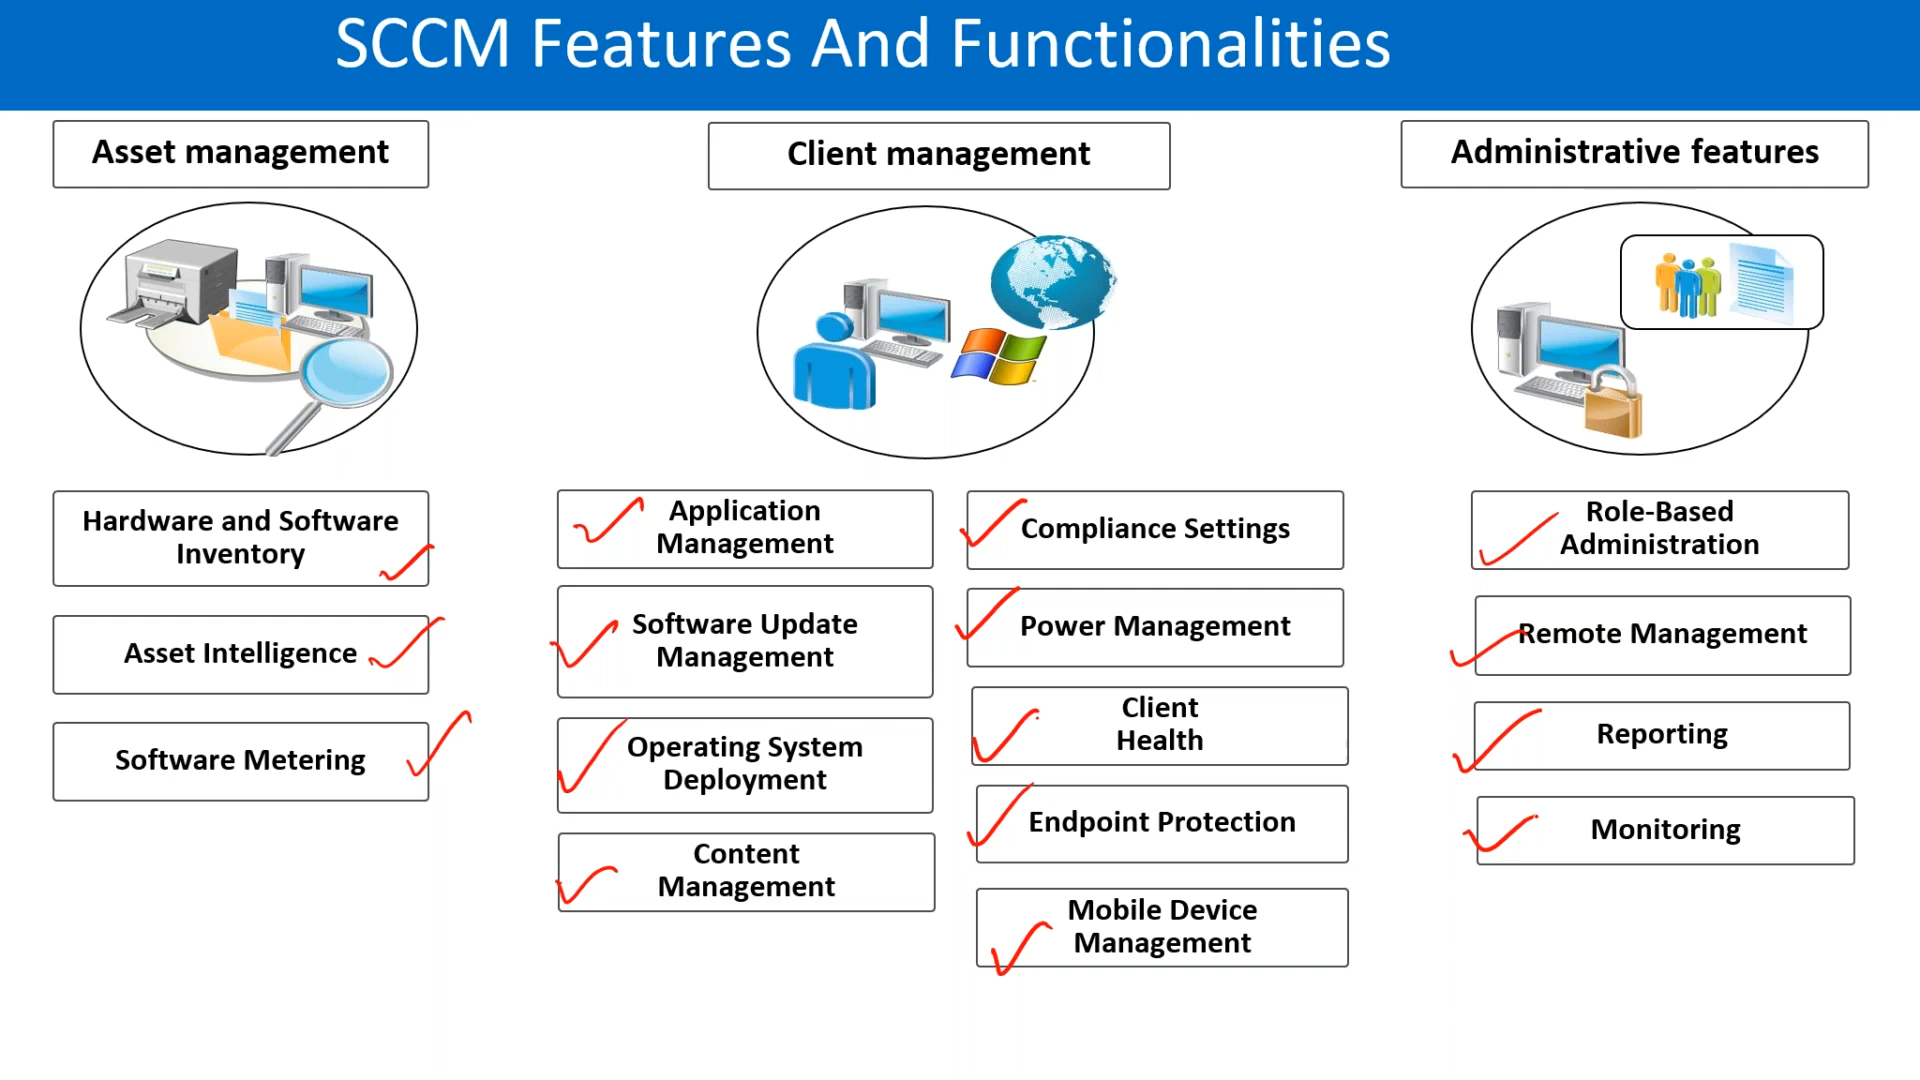 SCCM Features And Functionalities
Asset management
Hardware and Software
Inventory
Asset Intelligence
Software Metering
Client management
Application
Management
Software Update
Management
Operating System
Deployment
Content
Management
Compliance Settings
Power Management
Client
Health
Endpoint Protection
Mobile Device
Management
Administrative features
Role-Based
Administration
Remote Management
Reporting
Monitoring